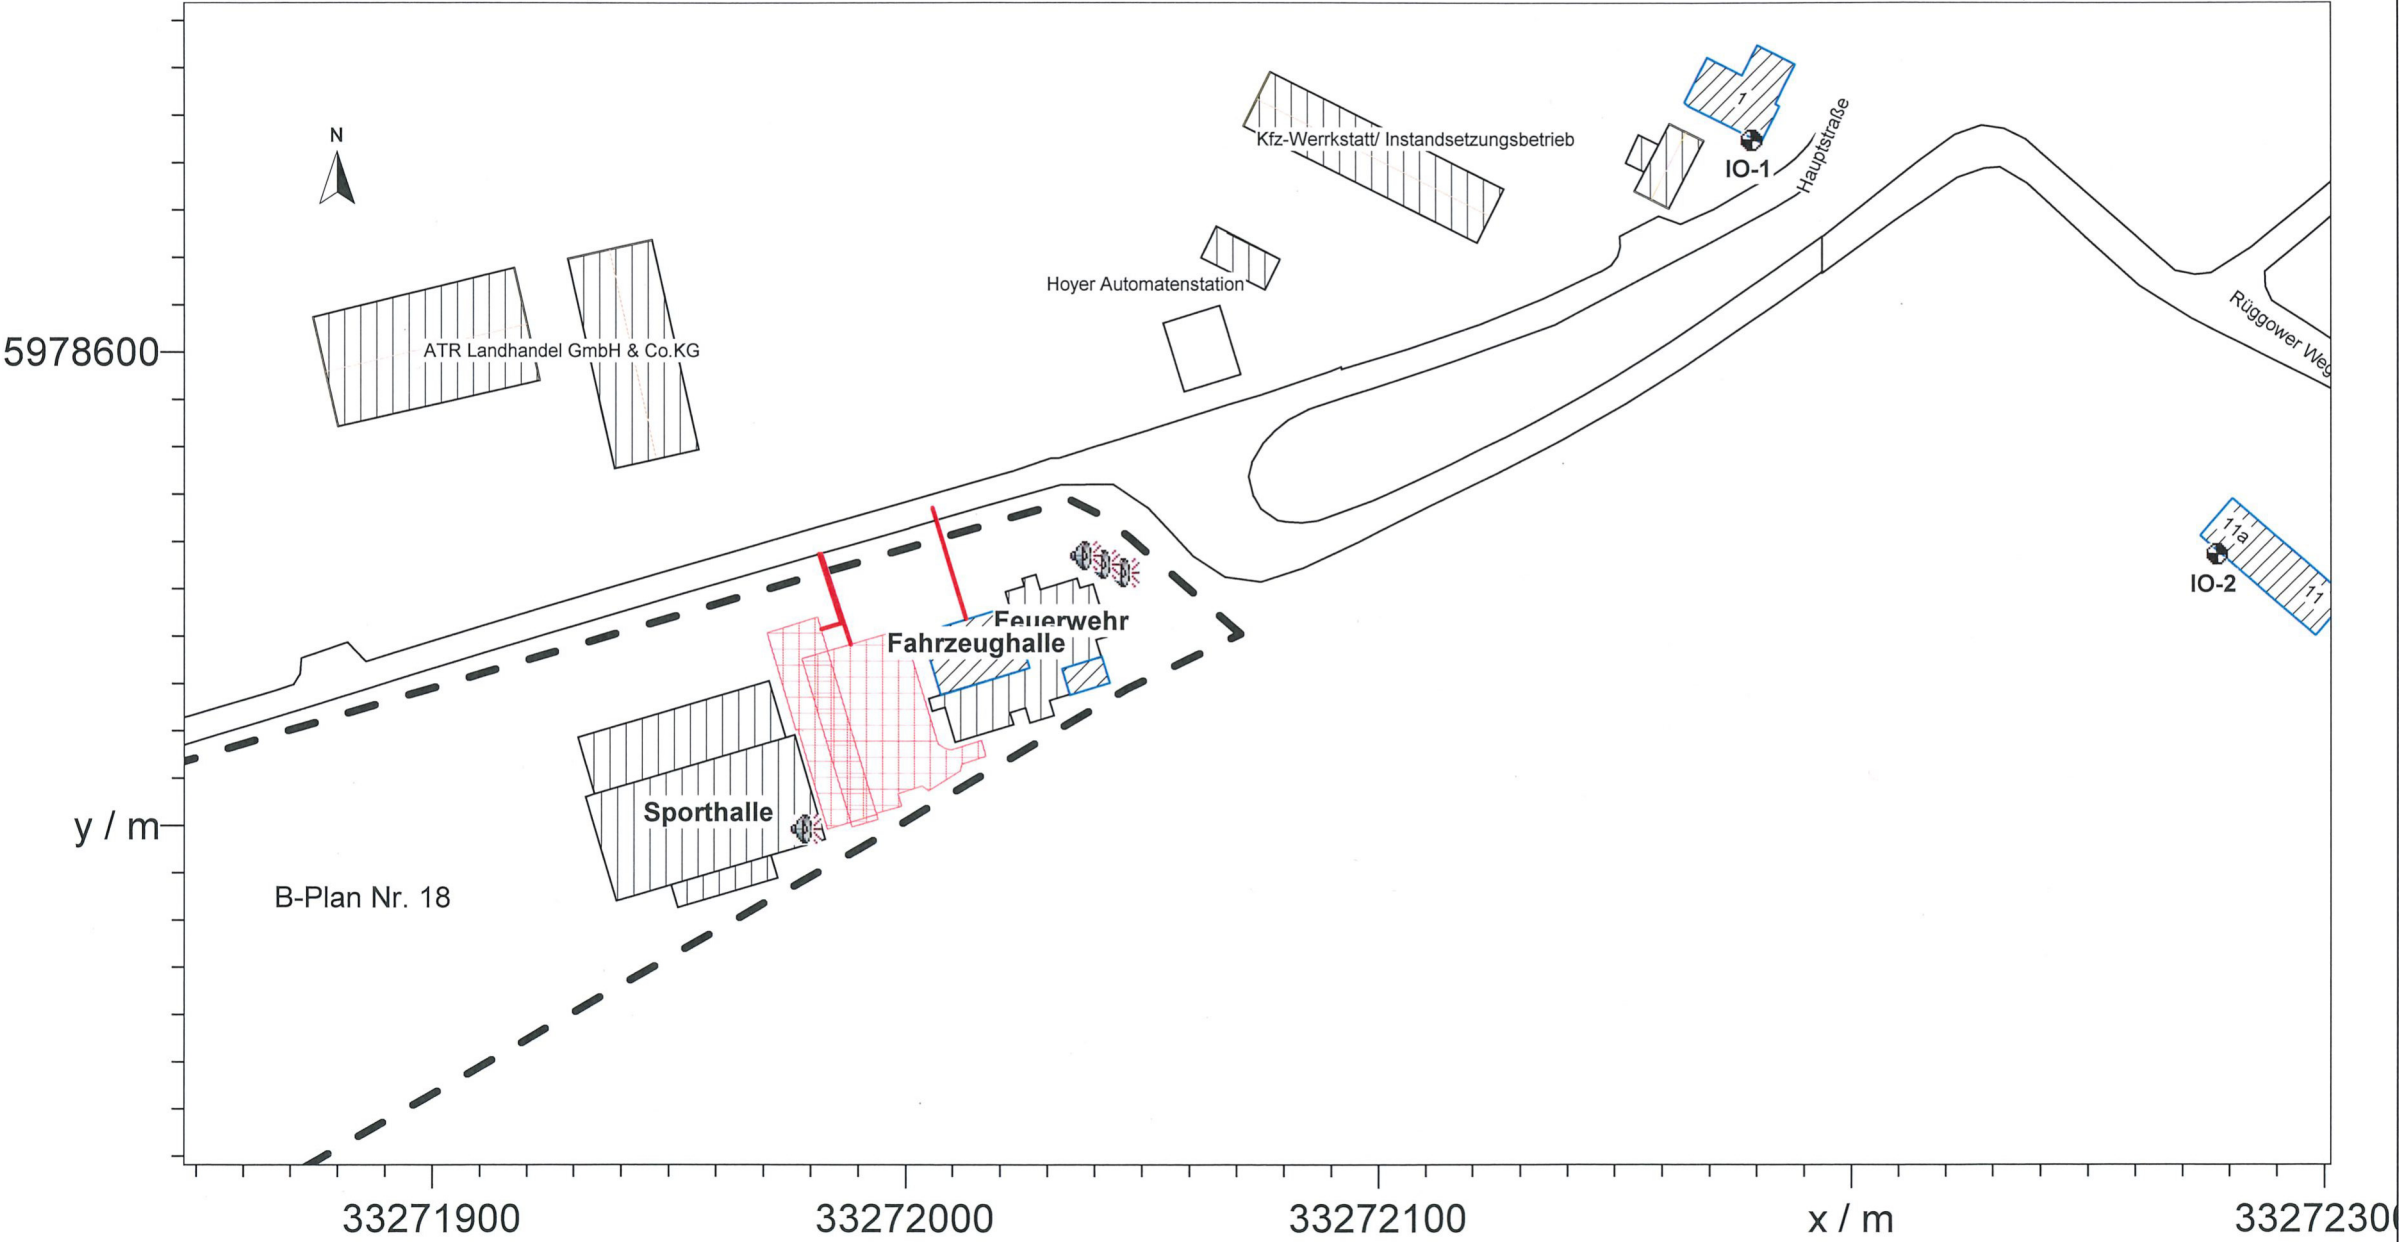 1
Hauptstraße
N
Kfz-Werrkstatt/ Instandsetzungsbetrieb
IO-1
Hoyer Automatenstation
Rüggower Weg
5978600
ATR Landhandel GmbH & Co.KG
11a
IO-2
11
Feuerwehr
Fahrzeughalle
Sporthalle
y / m
B-Plan Nr. 18
33271900
33272000
33272100
x / m
3327230